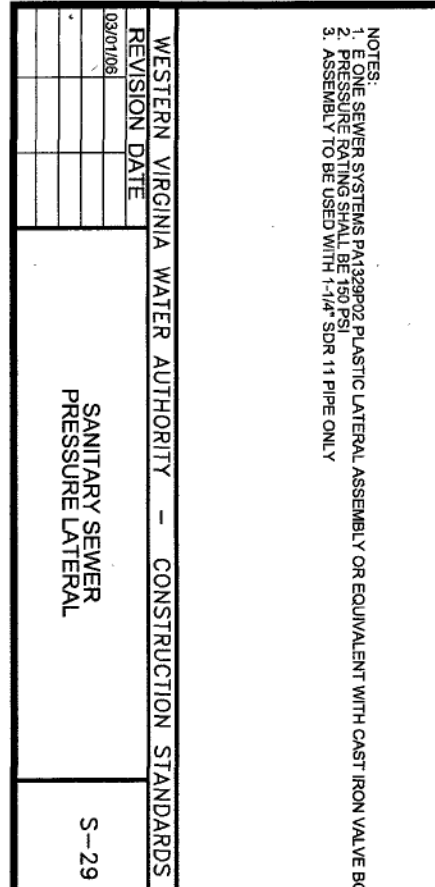 NOTES:
1. E ONE SEWER SYSTEMS PA1329P02 PLASTIC LATERAL ASSEMBLY OR EQUIVALENT WITH CAST IRON VALVE
2. PRESSURE RATING SHALL BE 150 PSI
3. ASSEMBLY TO BE USED WITH 1-1/4" SDR 11 PIPE ONLY
WESTERN VIRGINIA WATER AUTHORITY - CONSTRUCTION STANDARDS
REVISION DATE
03/01/06
SANITARY SEWER
PRESSURE LATERAL
S-29